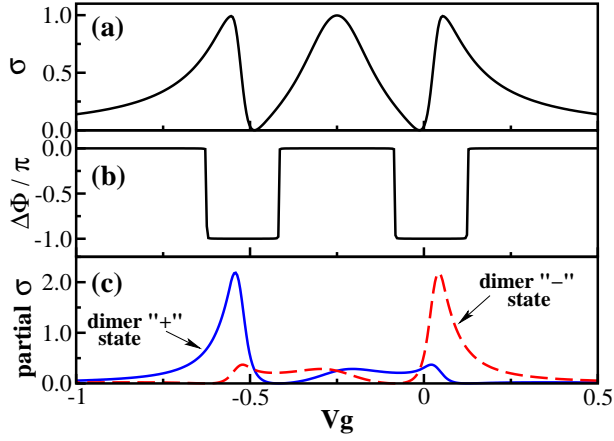 (a)
σ
1.0
0.5
0.0
(b)
ΔΦ / π
0.0
-0.5
-1.0
(c)
partial σ
2.0
1.0
0.0
dimer "+"
state
dimer "−"
state
-1
-0.5
0
0.5
Vg